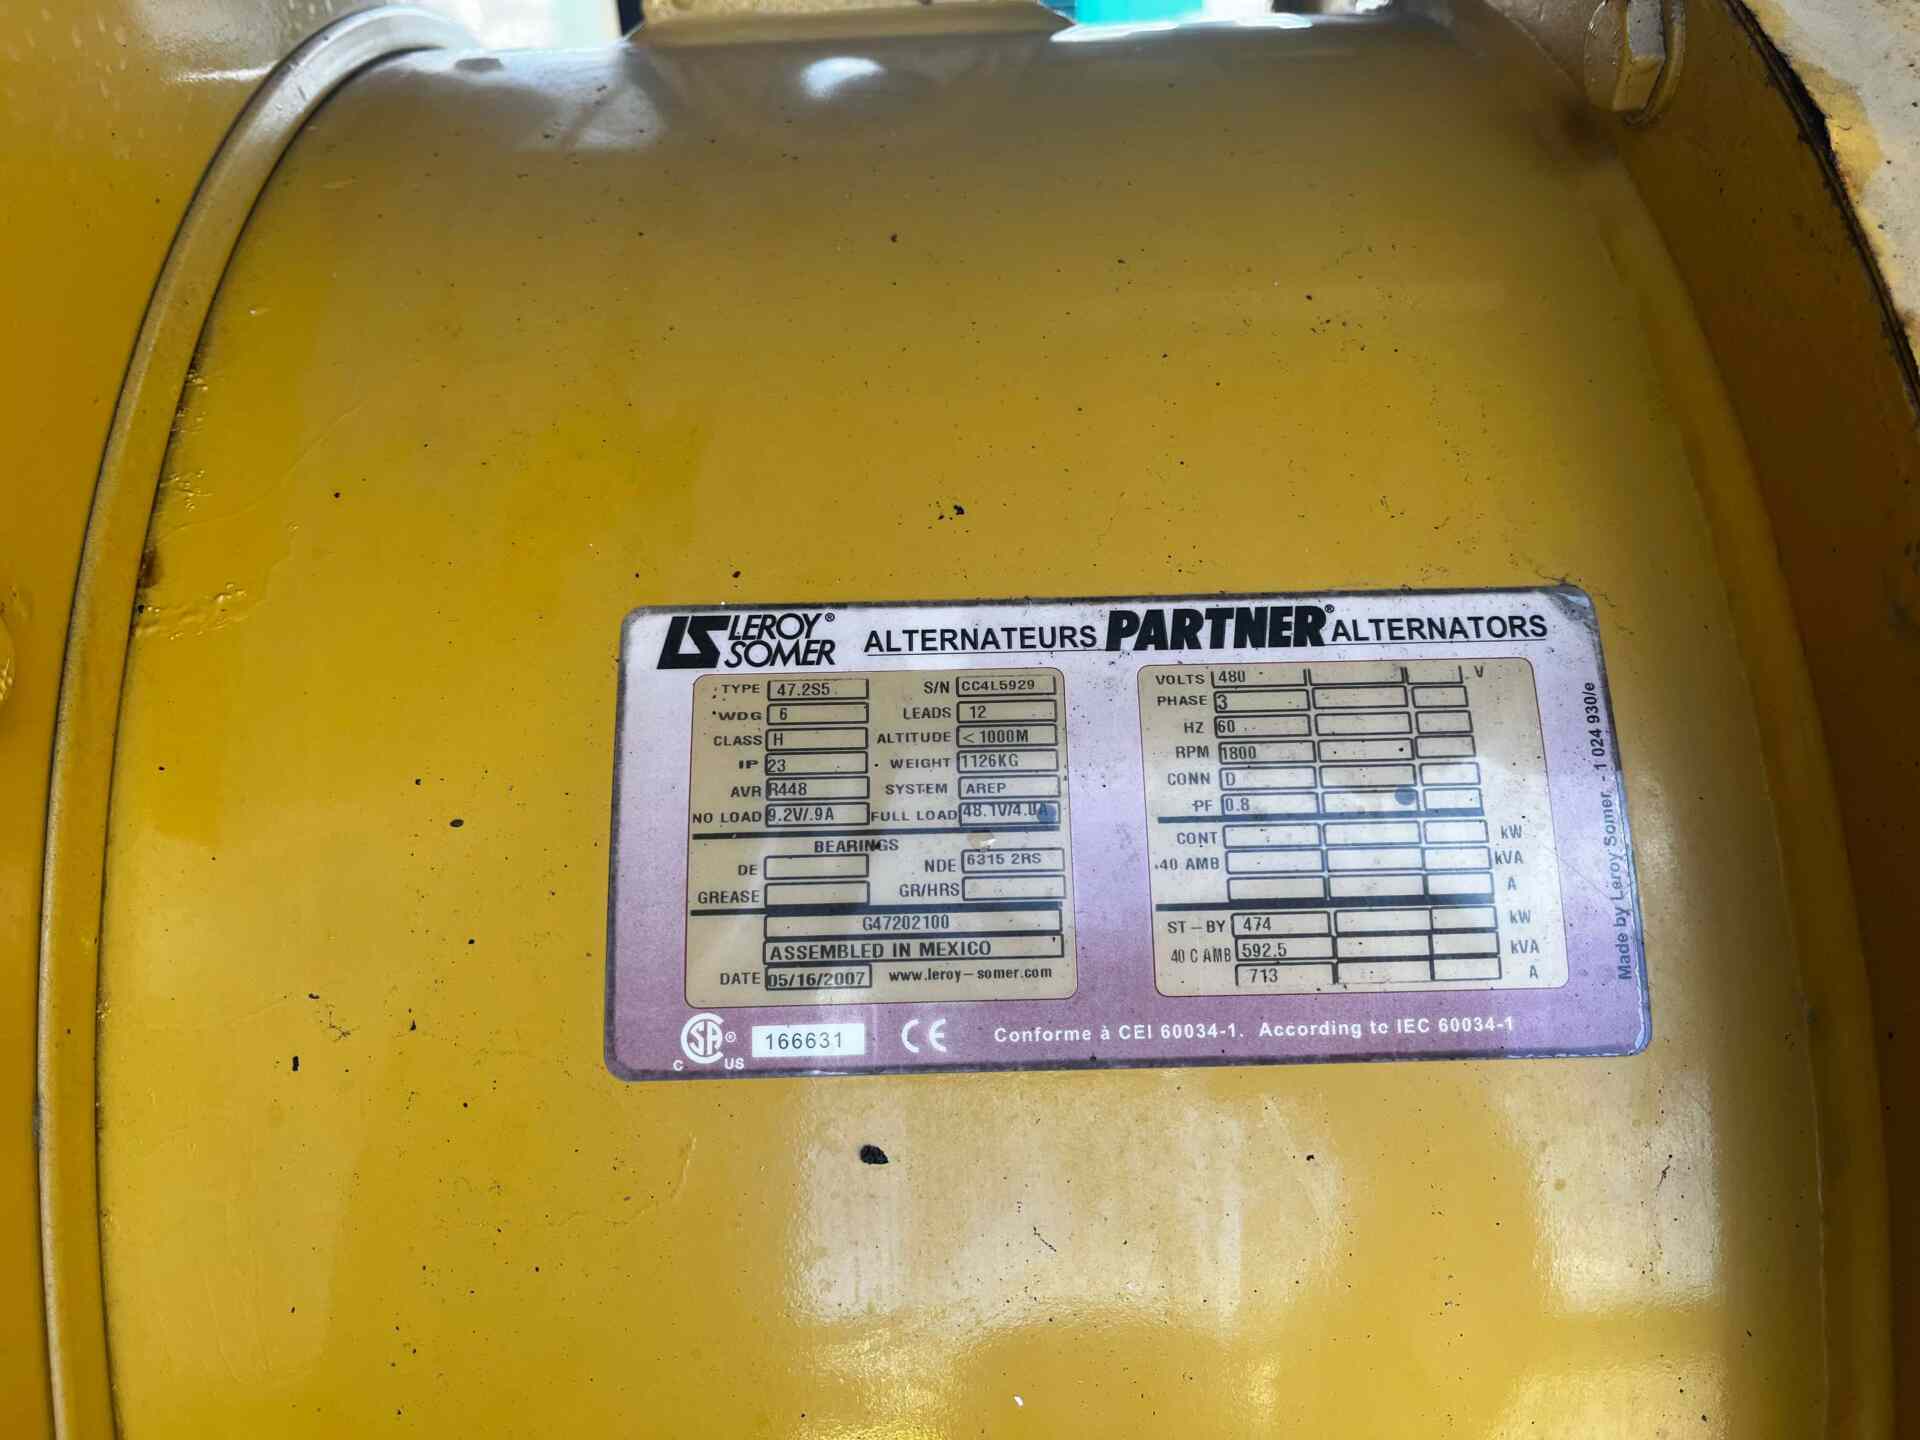 LEROY® SOMER ALTERNATEURS PARTNER® ALTERNATORS
TYPE 47.2S5 S/N CC4L5929
WDG 6 LEADS 12
CLASS H ALTITUDE < 1000M
IP 23 WEIGHT 1126KG
AVR R448 SYSTEM AREP
NO LOAD 9.2V/.9A FULL LOAD 48.1V/4.0A
BEARINGS
DE NDE 6315 2RS
GREASE GR/HRS
G47202100
ASSEMBLED IN MEXICO
DATE 05/16/2007 www.leroy-somer.com
VOLTS 480 V
PHASE 3
HZ 60
RPM 1800
CONN D
PF 0.8
CONT kW
40 AMB kVA
A
ST-BY 474 kW
40 C AMB 592.5 kVA
713 A
C SA® US 166631 CE Conforme à CEI 60034-1. According to IEC 60034-1
Made by Leroy Somer - 1 024 930/e